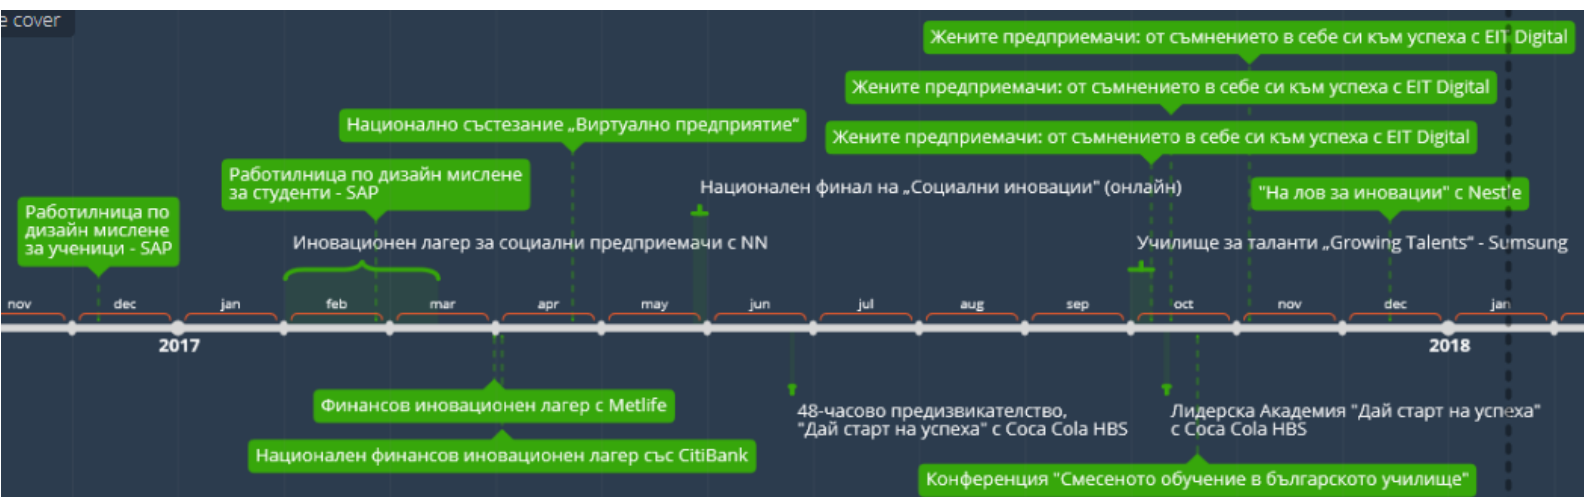 e cover
Жените предприемачи: от съмнението в себе си към успеха с EIT Digital
Жените предприемачи: от съмнението в себе си към успеха с EIT Digital
Национално състезание „Виртуално предприятие“
Жените предприемачи: от съмнението в себе си към успеха с EIT Digital
Работилница по дизайн мислене
за студенти - SAP
Национален финал на „Социални иновации" (онлайн)
"На лов за иновации" с Nestle
Работилница по
дизайн мислене
за ученици - SAP
Иновационен лагер за социални предприемачи с NN
Училище за таланти „Growing Talents" - Sumsung
nov dec jan feb mar apr may jun jul aug sep oct nov dec jan
2017 2018
Финансов иновационен лагер с Metlife
48-часово предизвикателство,
"Дай старт на успеха" с Coca Cola HBS
Лидерска Академия "Дай старт на успеха"
с Coca Cola HBS
Национален финансов иновационен лагер със CitiBank
Конференция "Смесеното обучение в българското училище"